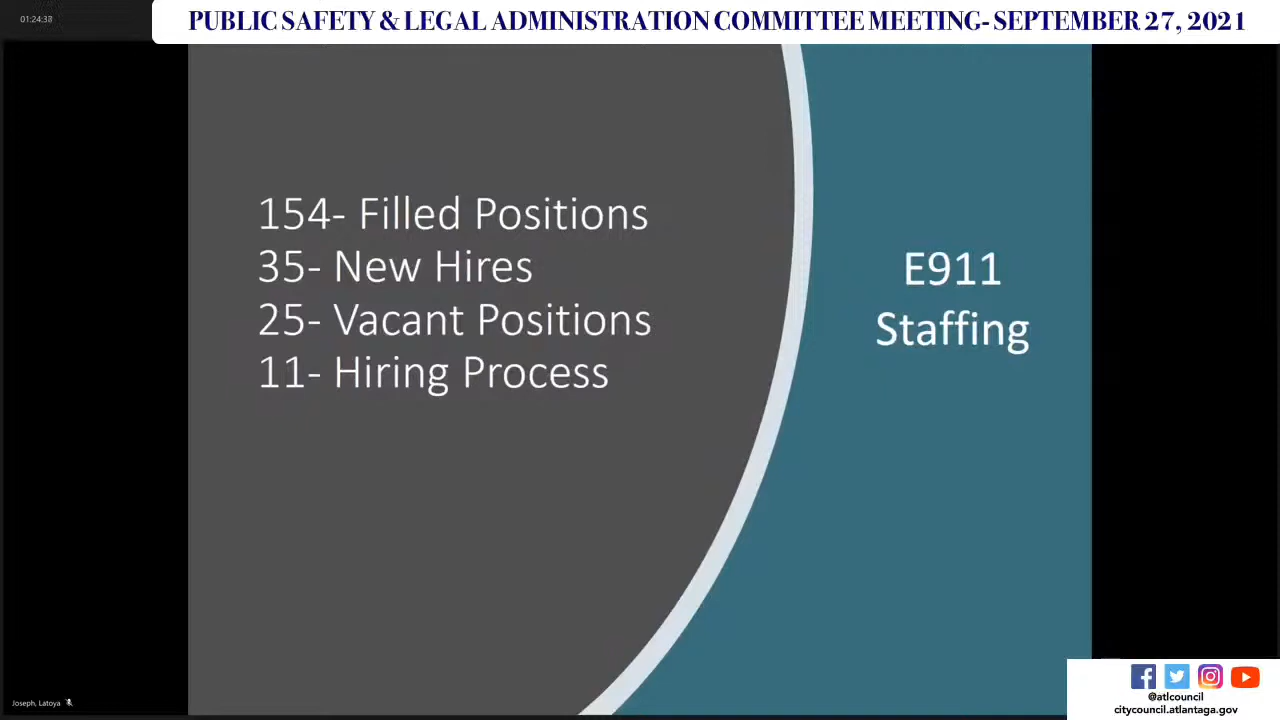 01:24:38
PUBLIC SAFETY & LEGAL ADMINISTRATION COMMITTEE MEETING- SEPTEMBER 27, 2021
154- Filled Positions
35- New Hires
25- Vacant Positions
11- Hiring Process
E911
Staffing
Joseph, Latoya
@atlcouncil
citycouncil.atlantaga.gov